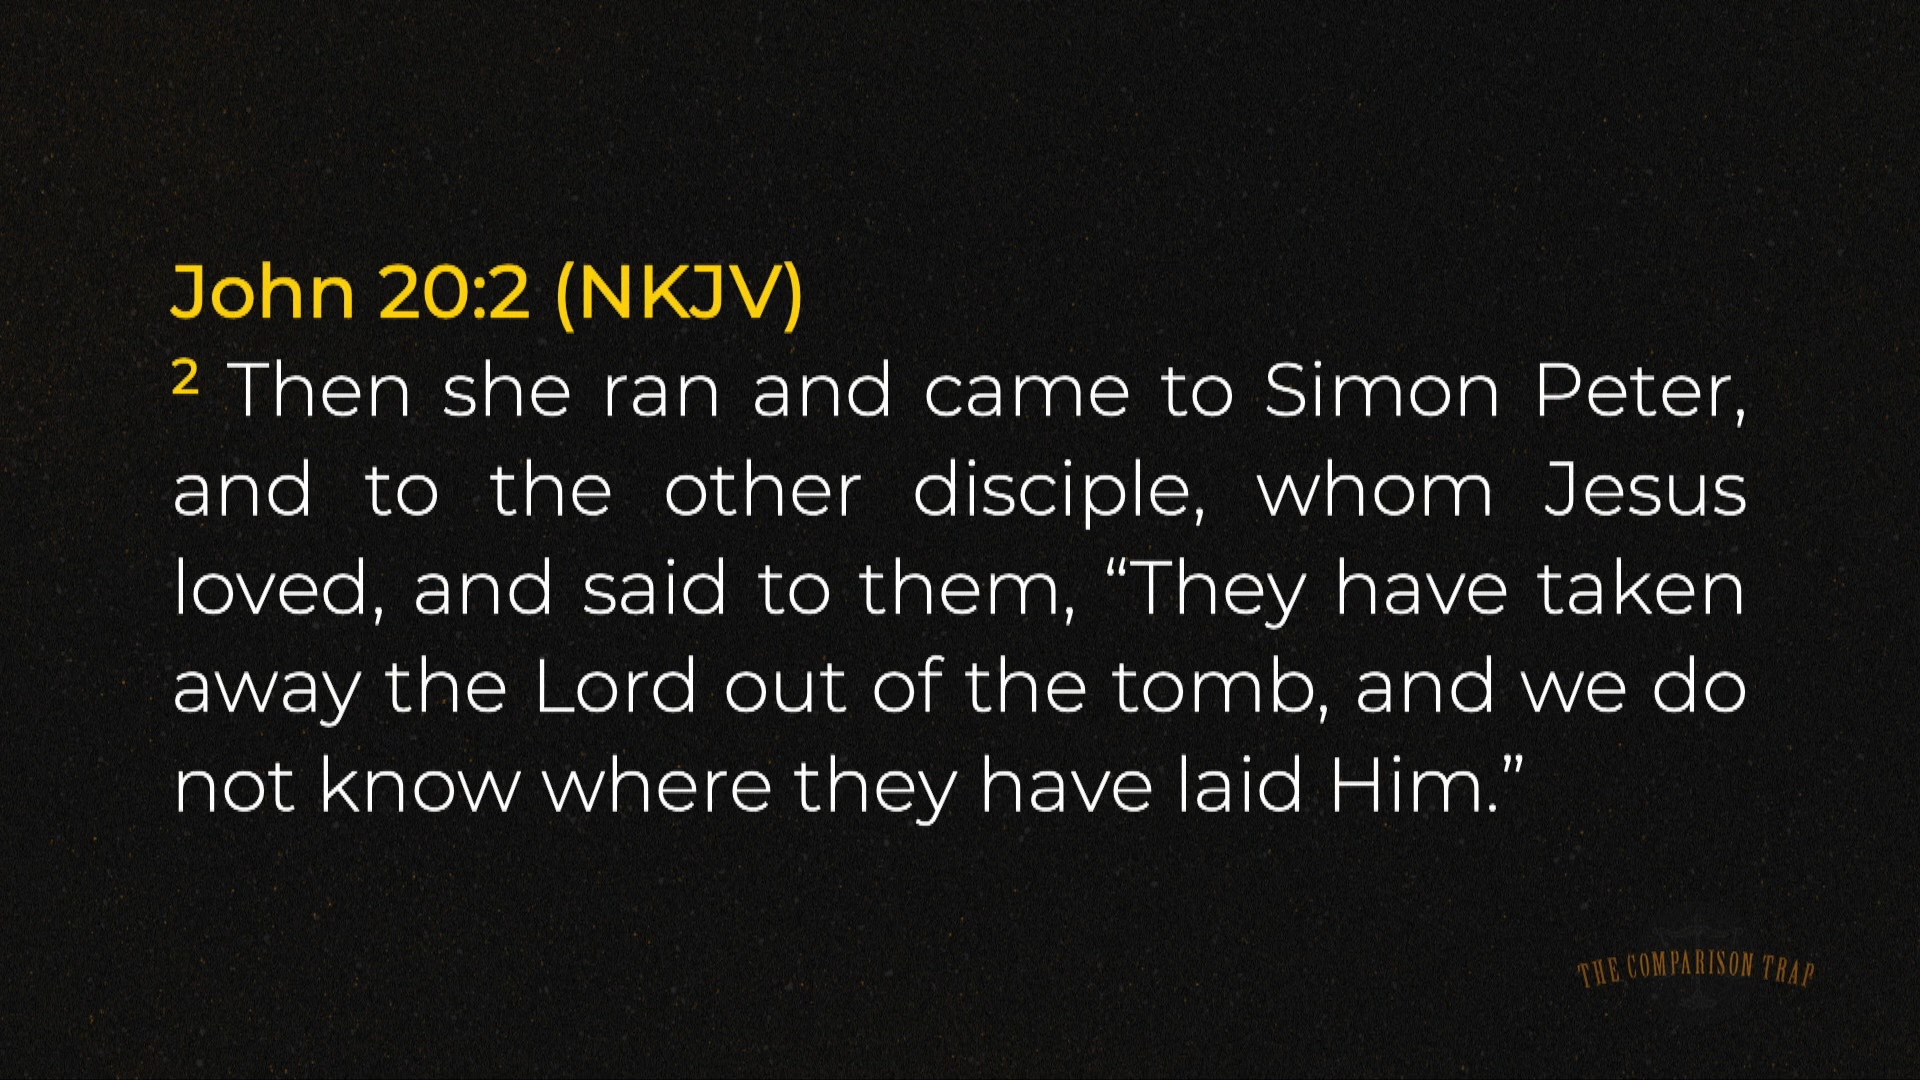 John 20:2 (NKJV)
² Then she ran and came to Simon Peter,
and to the other disciple, whom Jesus
loved, and said to them, “They have taken
away the Lord out of the tomb, and we do
not know where they have laid Him.”
THE COMPARISON TRAP